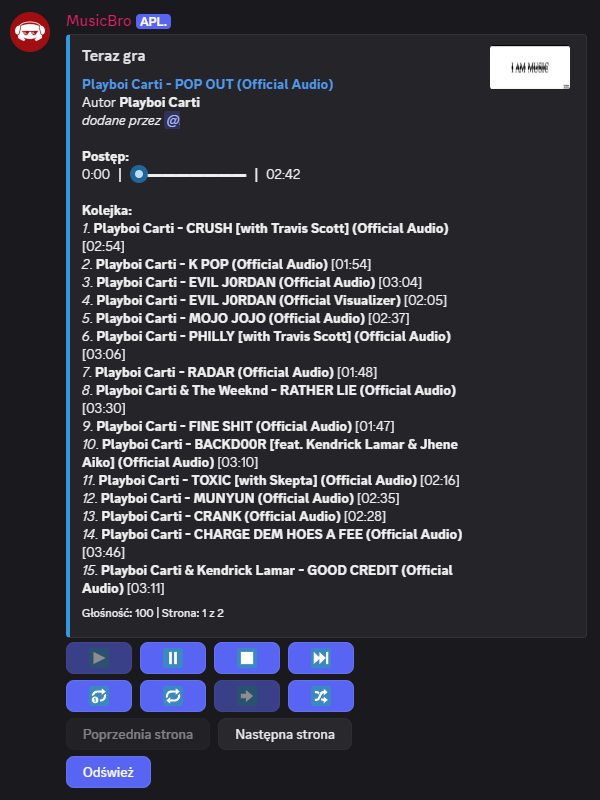 MusicBro APL.
Teraz gra
I AM MUSIC
Playboi Carti - POP OUT (Official Audio)
Autor Playboi Carti
dodane przez @
Postęp:
0:00 | | 02:42
Kolejka:
1. Playboi Carti - CRUSH [with Travis Scott] (Official Audio)
[02:54]
2. Playboi Carti - K POP (Official Audio) [01:54]
3. Playboi Carti - EVIL J0RDAN (Official Audio) [03:04]
4. Playboi Carti - EVIL J0RDAN (Official Visualizer) [02:05]
5. Playboi Carti - MOJO JOJO (Official Audio) [02:37]
6. Playboi Carti - PHILLY [with Travis Scott] (Official Audio)
[03:06]
7. Playboi Carti - RADAR (Official Audio) [01:48]
8. Playboi Carti & The Weeknd - RATHER LIE (Official Audio)
[03:30]
9. Playboi Carti - FINE SHIT (Official Audio) [01:47]
10. Playboi Carti - BACKD00R [feat. Kendrick Lamar & Jhene
Aiko] (Official Audio) [03:10]
11. Playboi Carti - TOXIC [with Skepta] (Official Audio) [02:16]
12. Playboi Carti - MUNYUN (Official Audio) [02:35]
13. Playboi Carti - CRANK (Official Audio) [02:28]
14. Playboi Carti - CHARGE DEM HOES A FEE (Official Audio)
[03:46]
15. Playboi Carti & Kendrick Lamar - GOOD CREDIT (Official
Audio) [03:11]
Głośność: 100 | Strona: 1 z 2
Poprzednia strona
Następna strona
Odśwież